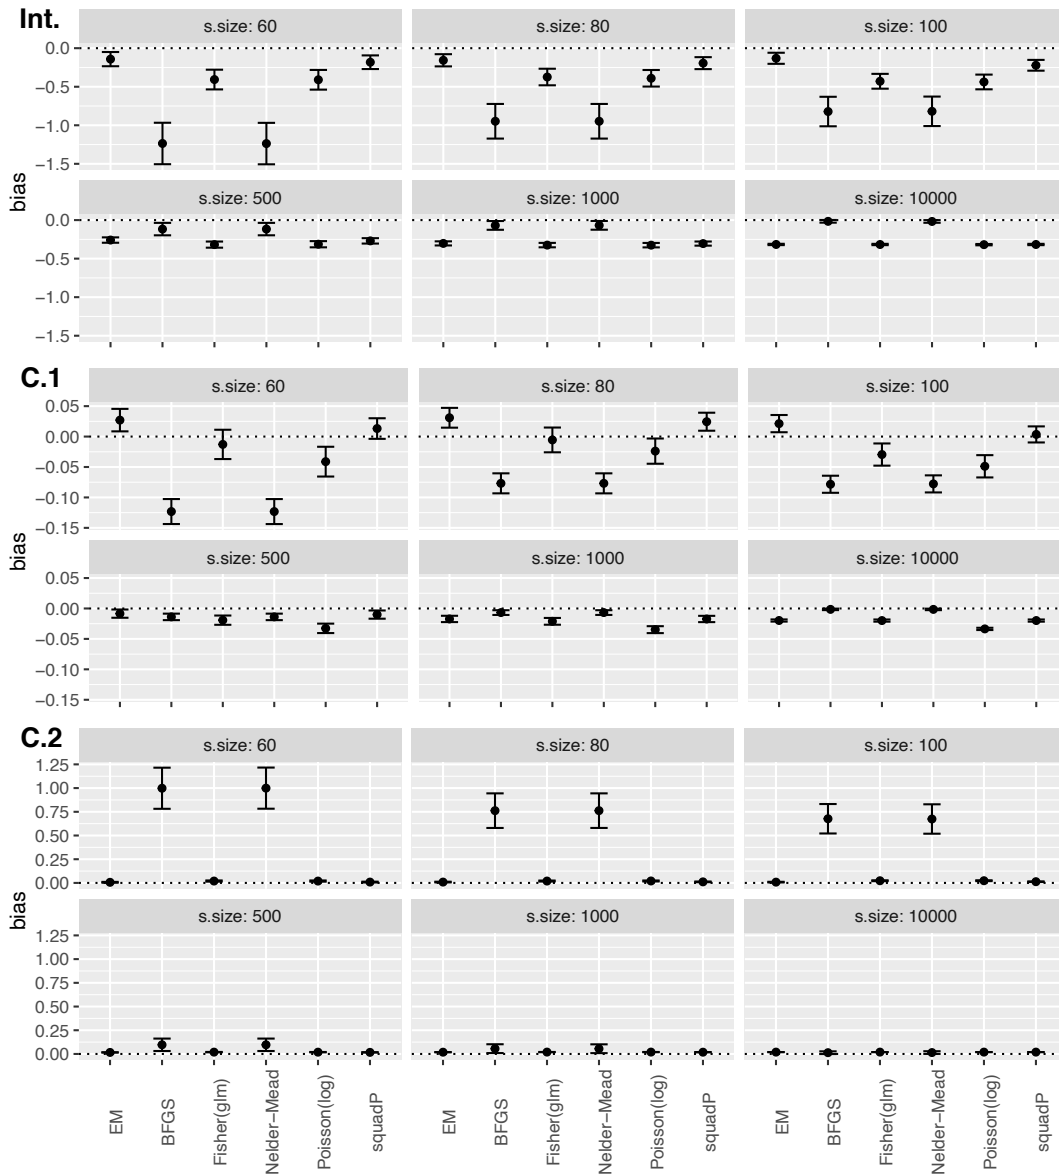 Int.
s.size: 60
s.size: 80
s.size: 100
0.0
−0.5
−1.0
−1.5
bias
s.size: 500
s.size: 1000
s.size: 10000
0.0
−0.5
−1.0
−1.5
C.1
s.size: 60
s.size: 80
s.size: 100
0.05
0.00
−0.05
−0.10
−0.15
bias
s.size: 500
s.size: 1000
s.size: 10000
0.05
0.00
−0.05
−0.10
−0.15
C.2
s.size: 60
s.size: 80
s.size: 100
1.25
1.00
0.75
0.50
0.25
0.00
bias
s.size: 500
s.size: 1000
s.size: 10000
1.25
1.00
0.75
0.50
0.25
0.00
EM
BFGS
Fisher(glm)
Nelder−Mead
Poisson(log)
squadP
EM
BFGS
Fisher(glm)
Nelder−Mead
Poisson(log)
squadP
EM
BFGS
Fisher(glm)
Nelder−Mead
Poisson(log)
squadP